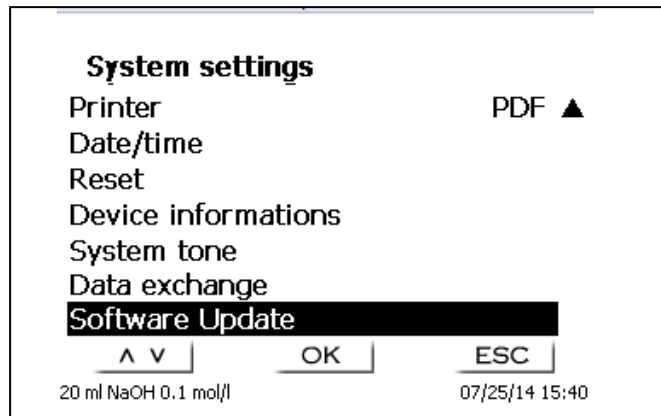 System settings
Printer PDF ▲
Date/time
Reset
Device informations
System tone
Data exchange
Software Update
∧ ∨ OK ESC
20 ml NaOH 0.1 mol/l 07/25/14 15:40